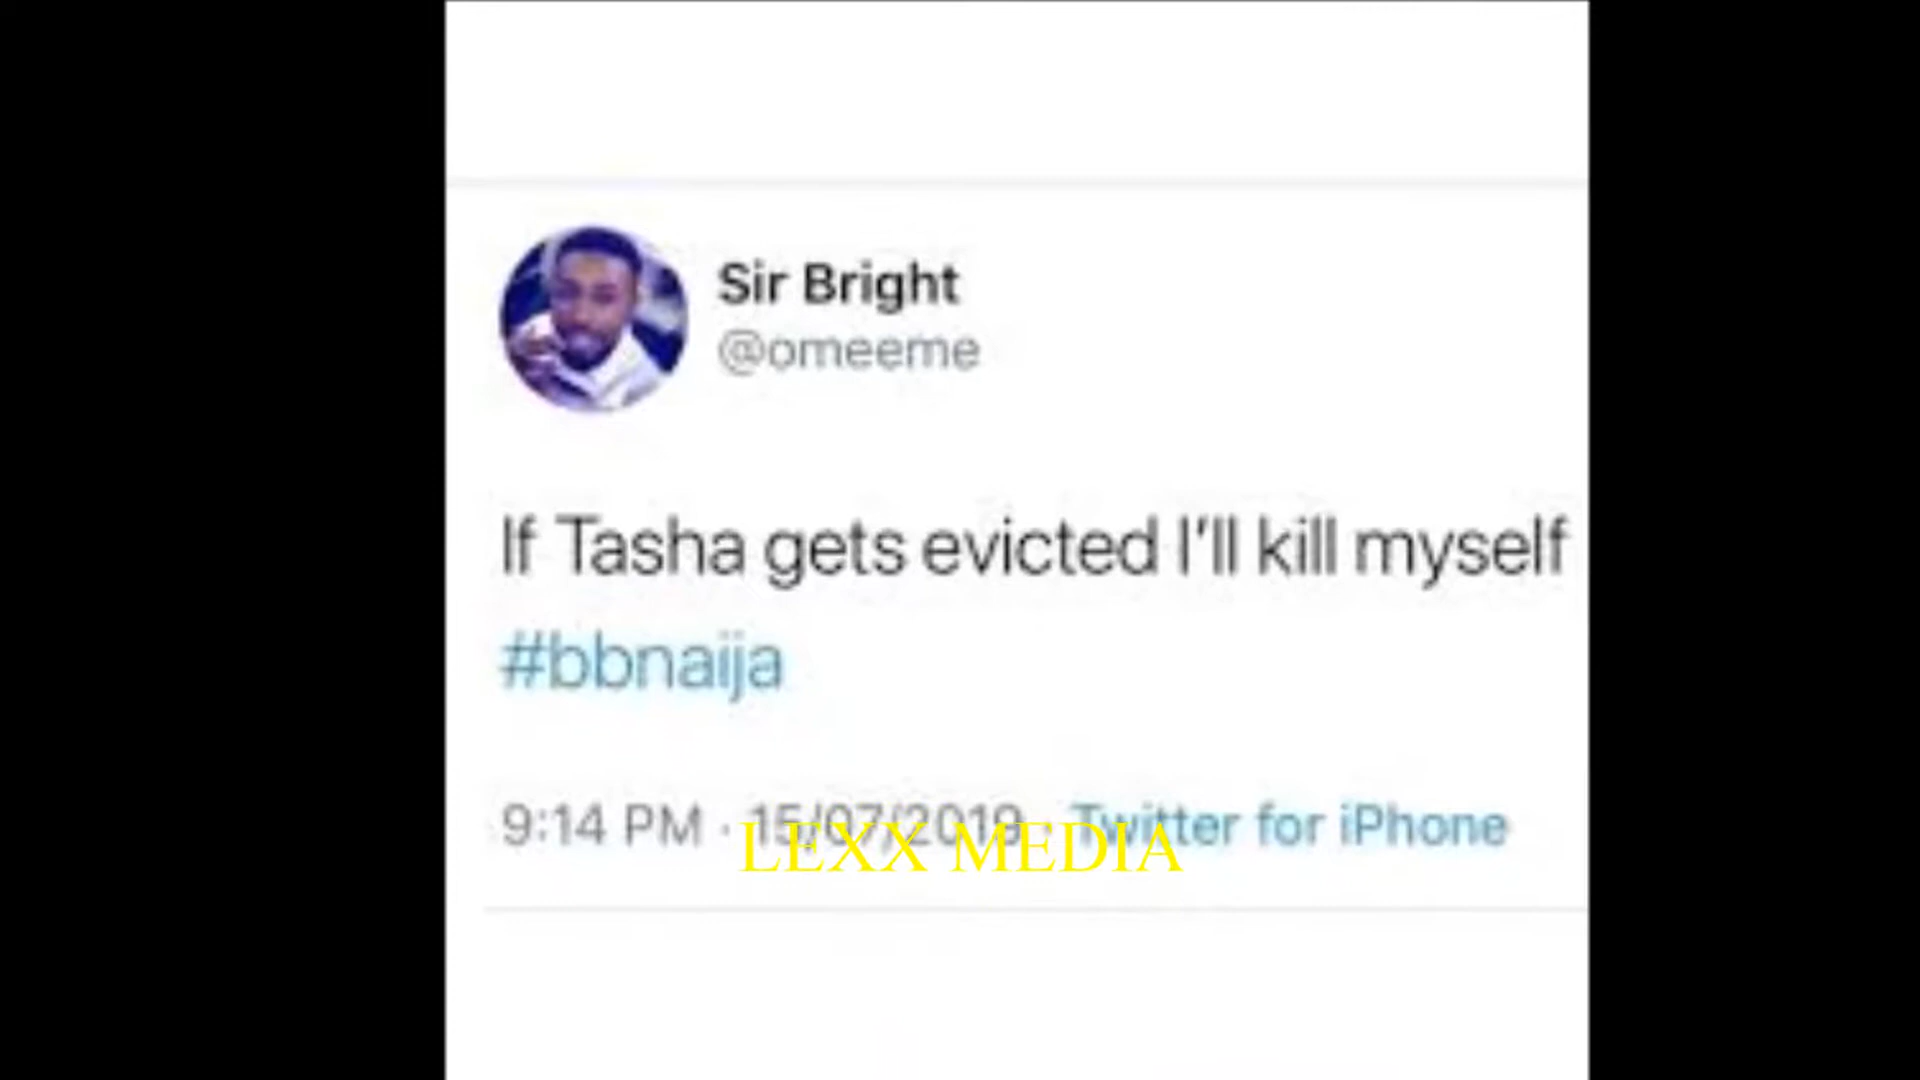 Sir Bright
@omeeme
If Tasha gets evicted I'll kill myself
#bbnaija
9:14 PM · 15/07/2019 · Twitter for iPhone
LEXX MEDIA